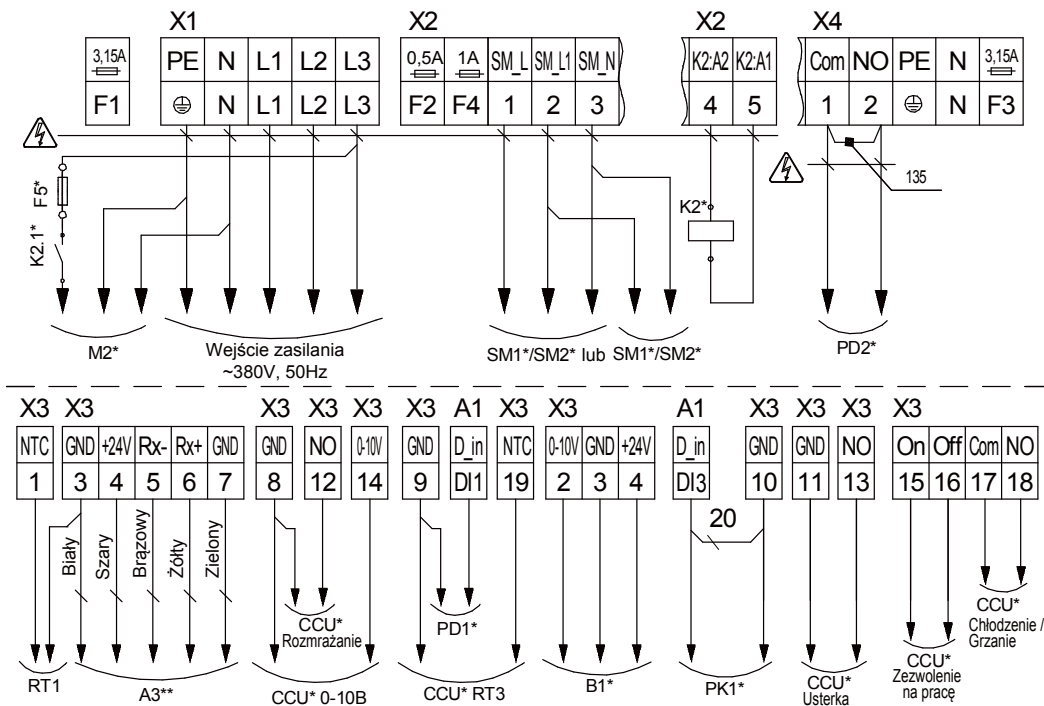 X1 X2 X2 X4
3,15A PE N L1 L2 L3 0,5A 1A SM_L SM_L1 SM_N K2:A2 K2:A1 Com NO PE N 3,15A
F1 N L1 L2 L3 F2 F4 1 2 3 4 5 1 2 N F3
135
F5*
K2*
K2.1*
M2*
Wejście zasilania
~380V, 50Hz
SM1*/SM2* lub SM1*/SM2*
PD2*
X3 X3 X3 X3 X3 X3 A1 X3 X3 A1 X3 X3 X3 X3
NTC GND +24V Rx- Rx+ GND GND NO 0-10V GND D_in NTC 0-10V GND +24V D_in GND GND NO On Off Com NO
1 3 4 5 6 7 8 12 14 9 DI1 19 2 3 4 DI3 10 11 13 15 16 17 18
20
Biały
Szary
Brązowy
Żółty
Zielony
CCU*
Rozmrażanie
PD1*
CCU*
Chłodzenie /
Grzanie
RT1
A3**
CCU* 0-10B
CCU* RT3
B1*
PK1*
CCU*
Usterka
CCU*
Zezwolenie
na pracę